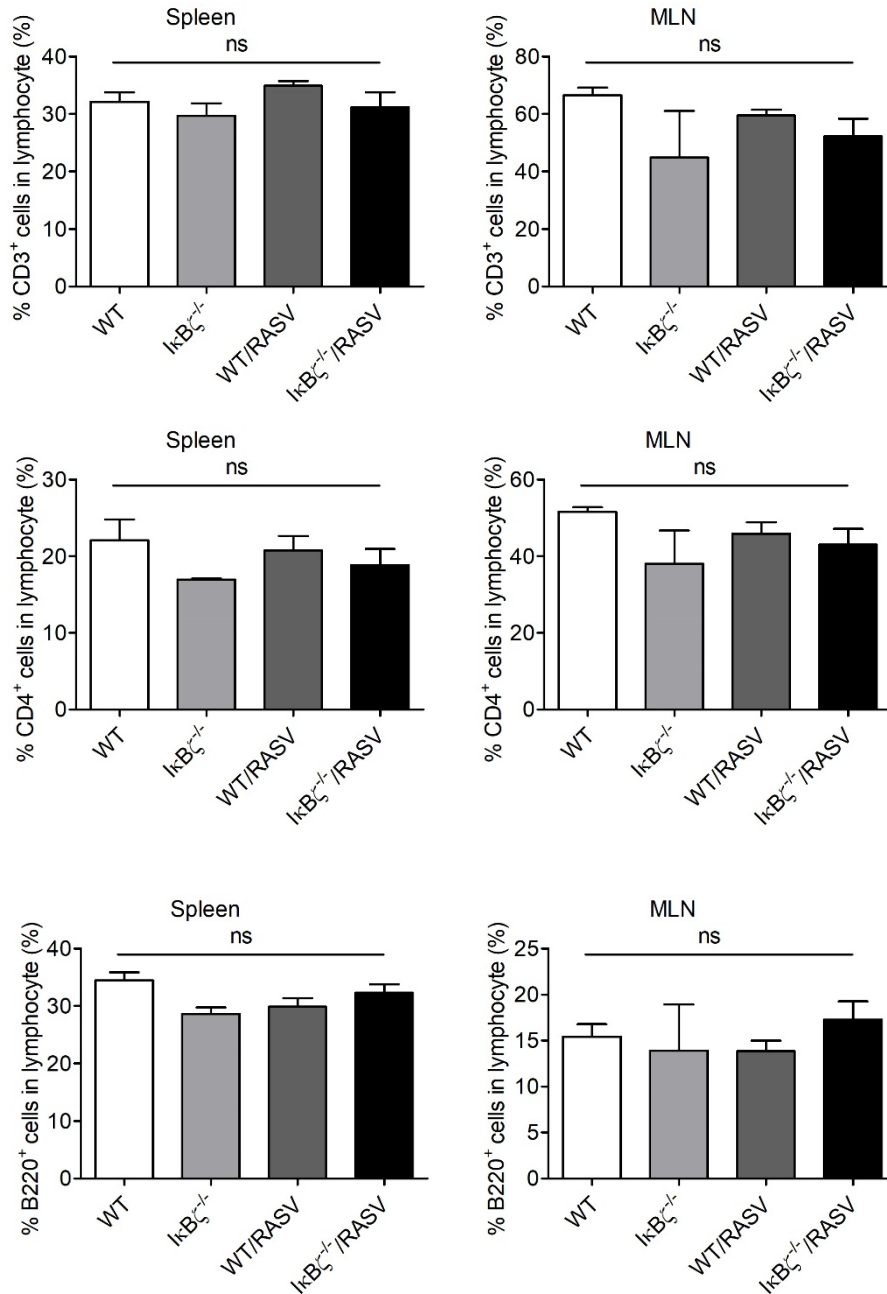 Spleen
ns
% CD3⁺ cells in lymphocyte (%)
40
30
20
10
0
WT
IκBζ⁻/⁻
WT/RASV
IκBζ⁻/⁻/RASV
MLN
ns
% CD3⁺ cells in lymphocyte (%)
80
60
40
20
0
WT
IκBζ⁻/⁻
WT/RASV
IκBζ⁻/⁻/RASV
Spleen
ns
% CD4⁺ cells in lymphocyte (%)
30
20
10
0
WT
IκBζ⁻/⁻
WT/RASV
IκBζ⁻/⁻/RASV
MLN
ns
% CD4⁺ cells in lymphocyte (%)
60
40
20
0
WT
IκBζ⁻/⁻
WT/RASV
IκBζ⁻/⁻/RASV
Spleen
ns
% B220⁺ cells in lymphocyte (%)
40
30
20
10
0
WT
IκBζ⁻/⁻
WT/RASV
IκBζ⁻/⁻/RASV
MLN
ns
% B220⁺ cells in lymphocyte (%)
25
20
15
10
5
0
WT
IκBζ⁻/⁻
WT/RASV
IκBζ⁻/⁻/RASV